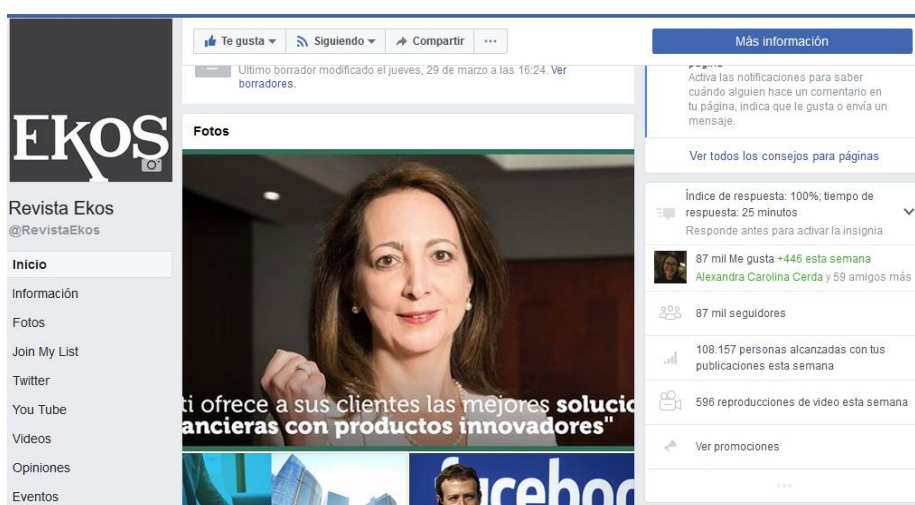 Te gusta
Siguiendo
Compartir
Más información
EKOS
Revista Ekos
@RevistaEkos
Inicio
Información
Fotos
Join My List
Twitter
You Tube
Videos
Opiniones
Eventos
Último borrador modificado el jueves, 29 de marzo a las 16:24. Ver
borradores.
Fotos
ti ofrece a sus clientes las mejores solucio
ancieras con productos innovadores"
facebook
página
Activa las notificaciones para saber
cuándo alguien hace un comentario en
tu página, indica que le gusta o envía un
mensaje.
Ver todos los consejos para páginas
Índice de respuesta: 100%; tiempo de
respuesta: 25 minutos
Responde antes para activar la insignia
87 mil Me gusta +446 esta semana
Alexandra Carolina Cerda y 59 amigos más
87 mil seguidores
108.157 personas alcanzadas con tus
publicaciones esta semana
596 reproducciones de video esta semana
Ver promociones